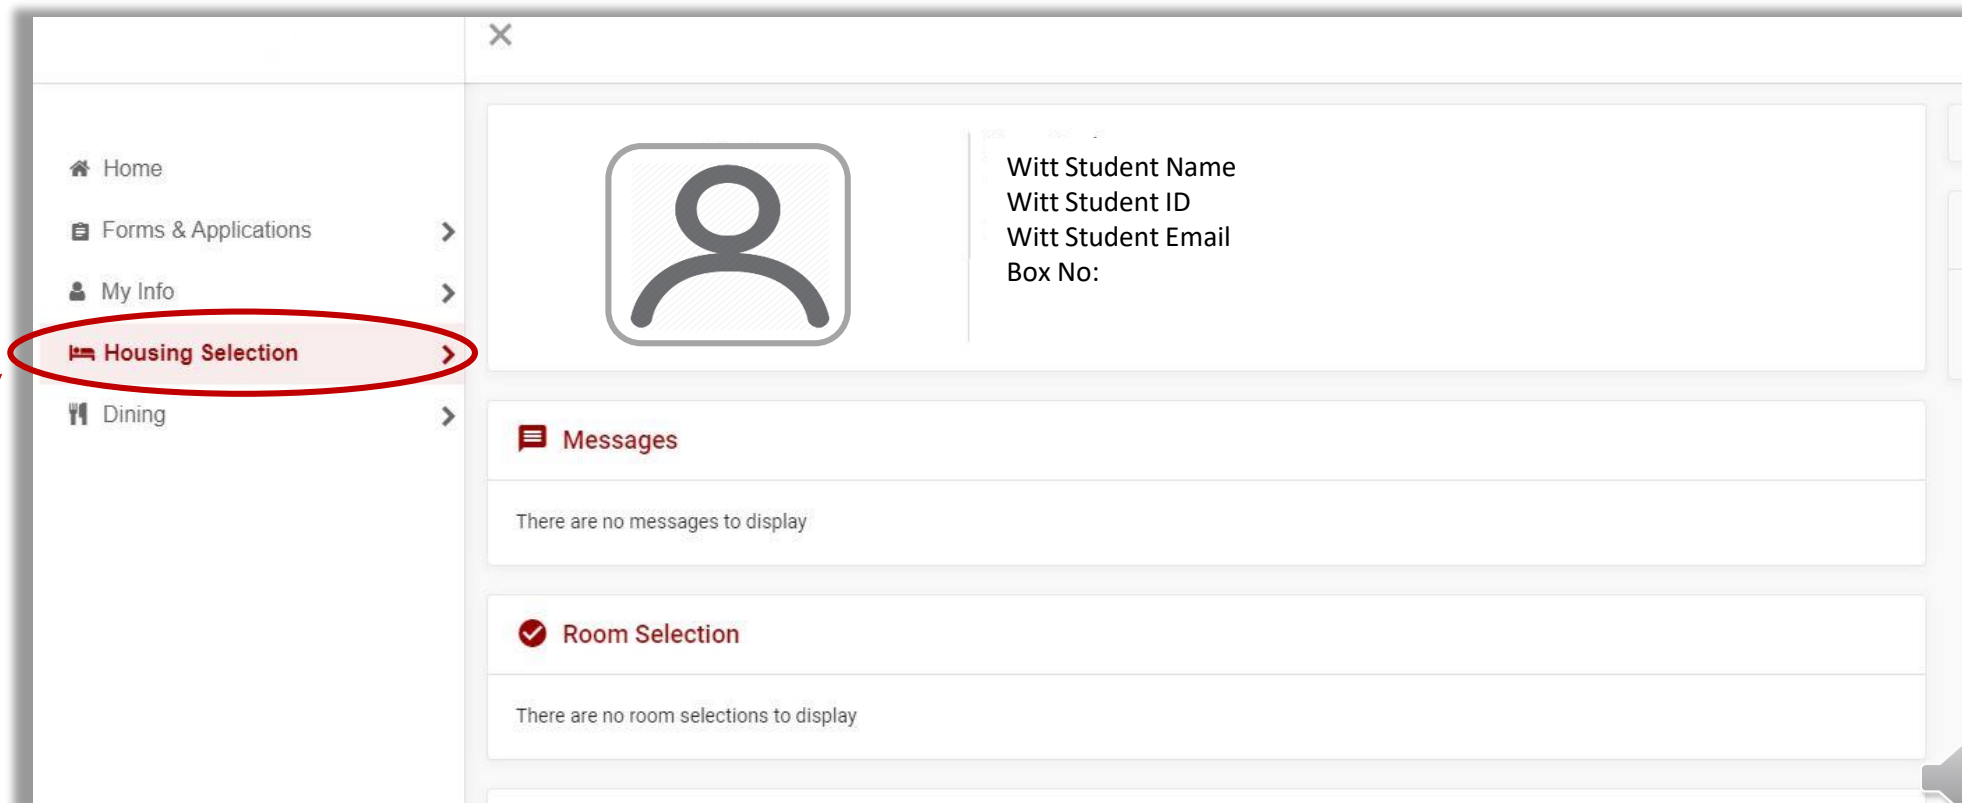 Home
Forms & Applications
My Info
Housing Selection
Dining
Witt Student Name
Witt Student ID
Witt Student Email
Box No:
Messages
There are no messages to display
Room Selection
There are no room selections to display